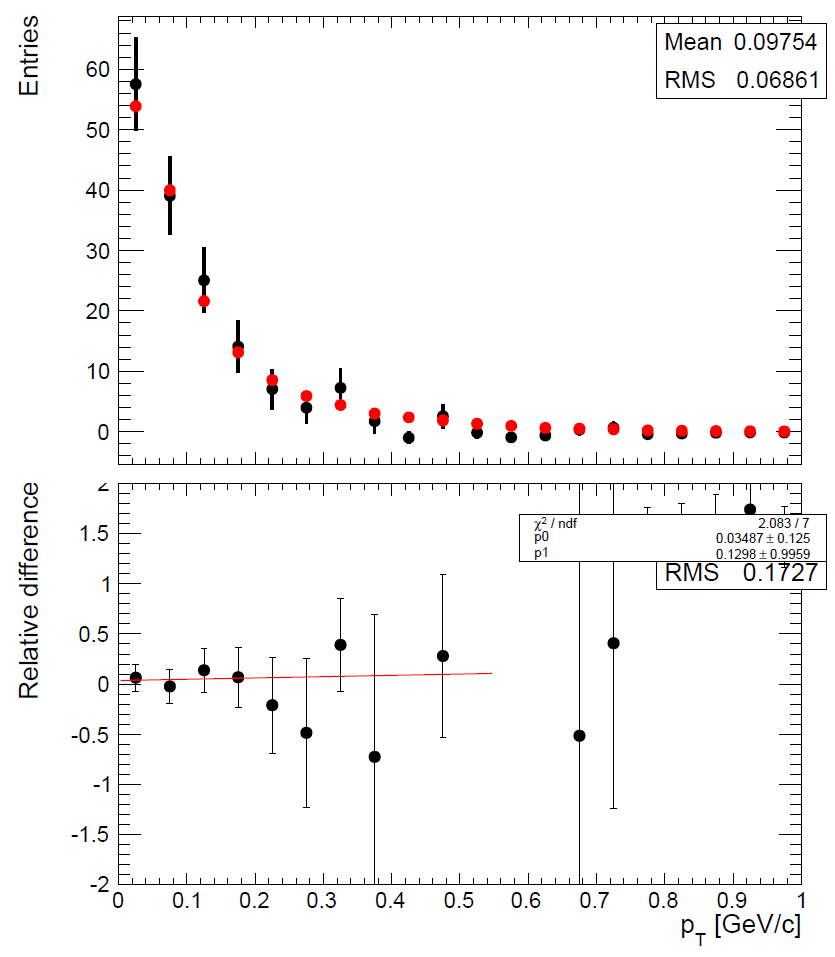 Entries
Mean 0.09754
RMS 0.06861
60
50
40
30
20
10
0
Relative difference
2
1.5
1
0.5
0
-0.5
-1
-1.5
-2
χ² / ndf 2.083 / 7
p0 0.03487 ± 0.125
p1 0.1298 ± 0.9959
RMS 0.1727
0 0.1 0.2 0.3 0.4 0.5 0.6 0.7 0.8 0.9 1
p_T [GeV/c]